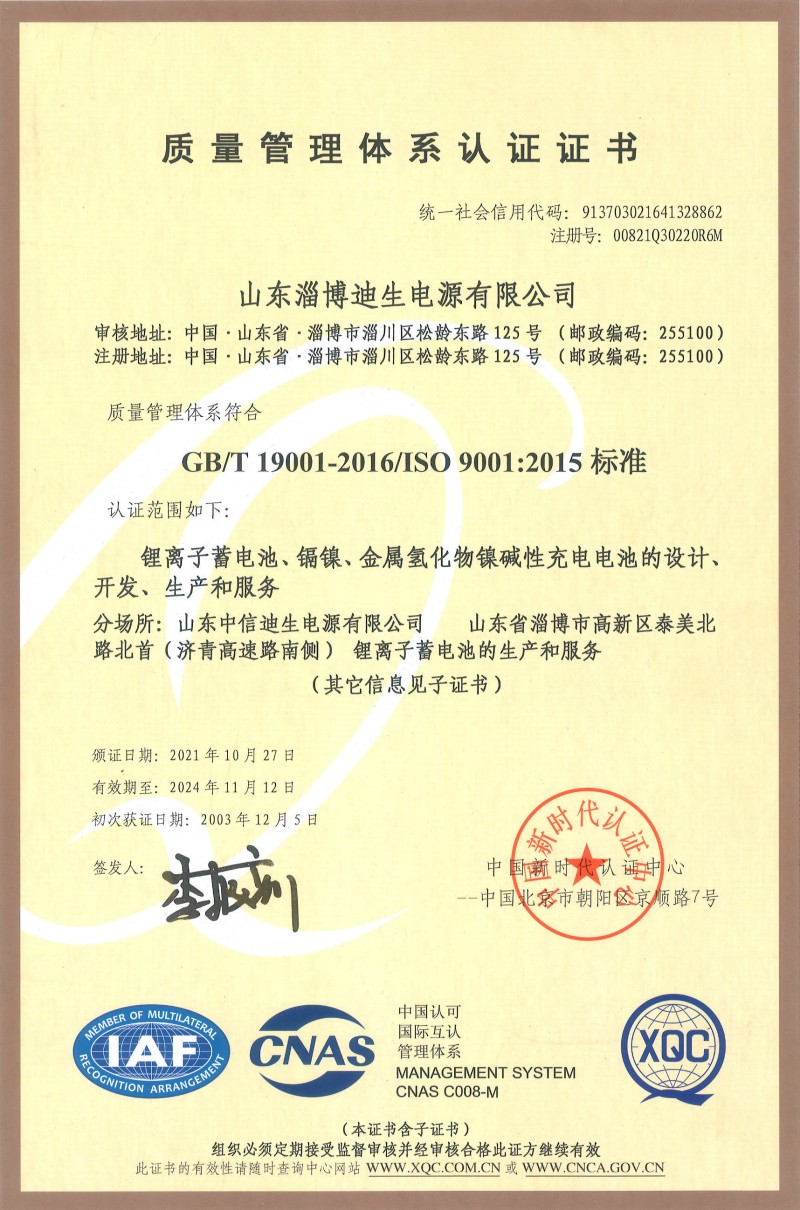 质量管理体系认证证书
统一社会信用代码：913703021641328862
注册号：00821Q30220R6M
山东淄博迪生电源有限公司
审核地址：中国·山东省·淄博市淄川区松龄东路125号（邮政编码：255100）
注册地址：中国·山东省·淄博市淄川区松龄东路125号（邮政编码：255100）
质量管理体系符合
GB/T 19001-2016/ISO 9001:2015 标准
认证范围如下：
锂离子蓄电池、镉镍、金属氢化物镍碱性充电电池的设计、
开发、生产和服务
分场所：山东中信迪生电源有限公司 山东省淄博市高新区泰美北
路北首（济青高速路南侧） 锂离子蓄电池的生产和服务
（其它信息见子证书）
颁证日期：2021年10月27日
有效期至：2024年11月12日
初次获证日期：2003年12月5日
签发人：
中国新时代认证中心
中国新时代认证中心
--中国北京市朝阳区京顺路7号
MEMBER OF MULTILATERAL
IAF
RECOGNITION ARRANGEMENT
CNAS
中国认可
国际互认
管理体系
MANAGEMENT SYSTEM
CNAS C008-M
XQC
（本证书含子证书）
组织必须定期接受监督审核并经审核合格此证方继续有效
此证书的有效性请随时查询中心网站 WWW.XQC.COM.CN 或 WWW.CNCA.GOV.CN